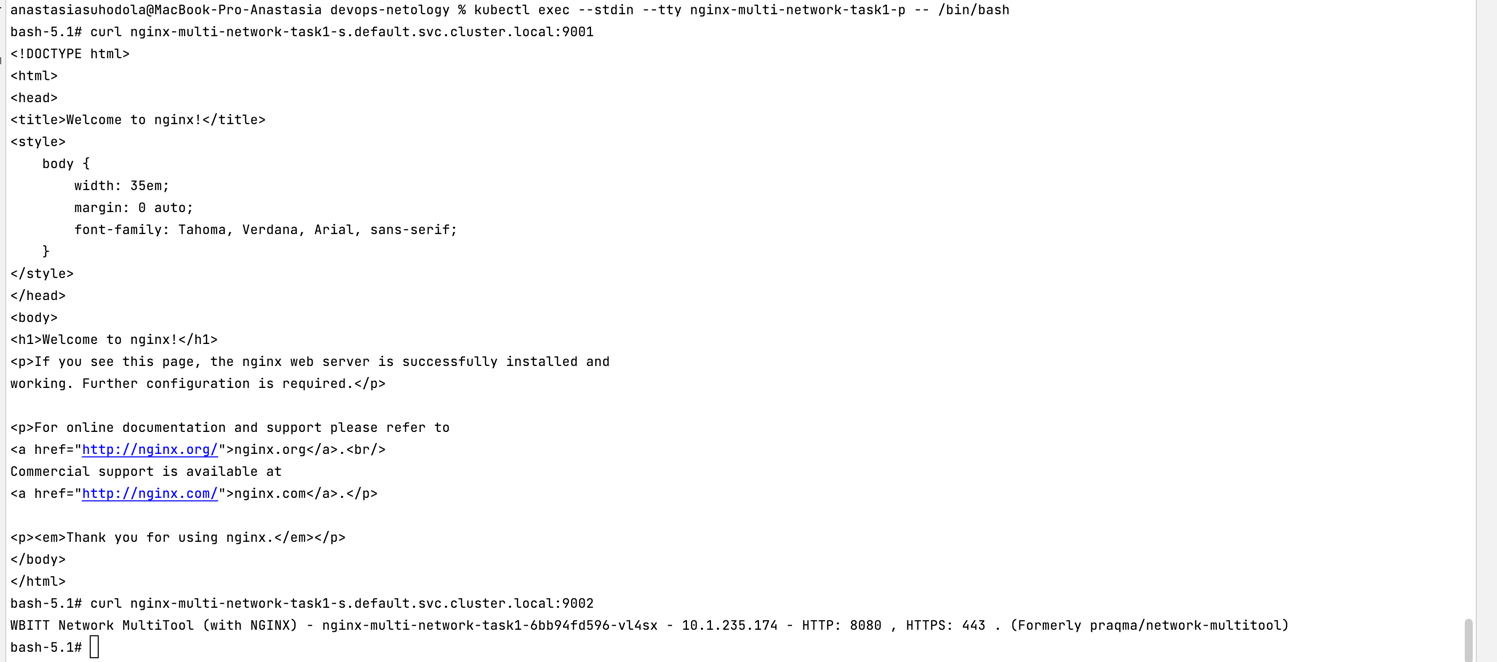 anastasiasuhodola@MacBook-Pro-Anastasia devops-netology % kubectl exec --stdin --tty nginx-multi-network-task1-p -- /bin/bash
bash-5.1# curl nginx-multi-network-task1-s.default.svc.cluster.local:9001
<!DOCTYPE html>
<html>
<head>
<title>Welcome to nginx!</title>
<style>
    body {
        width: 35em;
        margin: 0 auto;
        font-family: Tahoma, Verdana, Arial, sans-serif;
    }
</style>
</head>
<body>
<h1>Welcome to nginx!</h1>
<p>If you see this page, the nginx web server is successfully installed and
working. Further configuration is required.</p>

<p>For online documentation and support please refer to
<a href="http://nginx.org/">nginx.org</a>.<br/>
Commercial support is available at
<a href="http://nginx.com/">nginx.com</a>.</p>

<p><em>Thank you for using nginx.</em></p>
</body>
</html>
bash-5.1# curl nginx-multi-network-task1-s.default.svc.cluster.local:9002
WBITT Network MultiTool (with NGINX) - nginx-multi-network-task1-6bb94fd596-vl4sx - 10.1.235.174 - HTTP: 8080 , HTTPS: 443 . (Formerly praqma/network-multitool)
bash-5.1#